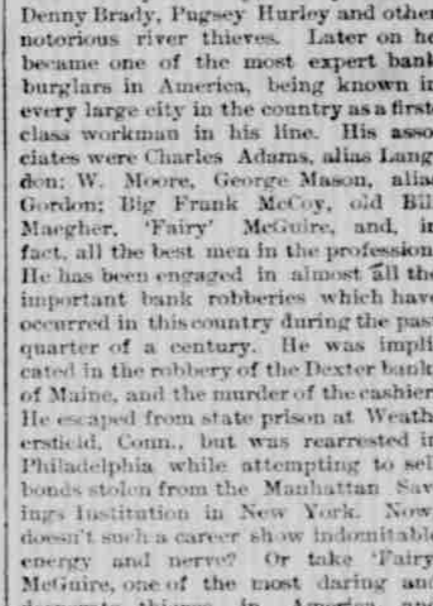 Denny Brady, Pugsey Hurley and other
notorious river thieves. Later on he
became one of the most expert bank
burglars in America, being known in
every large city in the country as a first
class workman in his line. His asso
ciates were Charles Adams, alias Lang
don; W. Moore, George Mason, alias
Gordon; Big Frank McCoy, old Bill
Maegher, 'Fairy' McGuire, and, in
fact, all the best men in the profession
He has been engaged in almost all the
important bank robberies which have
occurred in this country during the past
quarter of a century. He was impli
cated in the robbery of the Dexter bank
of Maine, and the murder of the cashier
He escaped from state prison at Weath
ersfield, Conn., but was rearrested in
Philadelphia while attempting to sell
bonds stolen from the Manhattan Sav
ings Institution in New York. Now
doesn't such a career show indomitable
energy and nerve? Or take 'Fairy
McGuire, one of the most daring and
thieves in America and